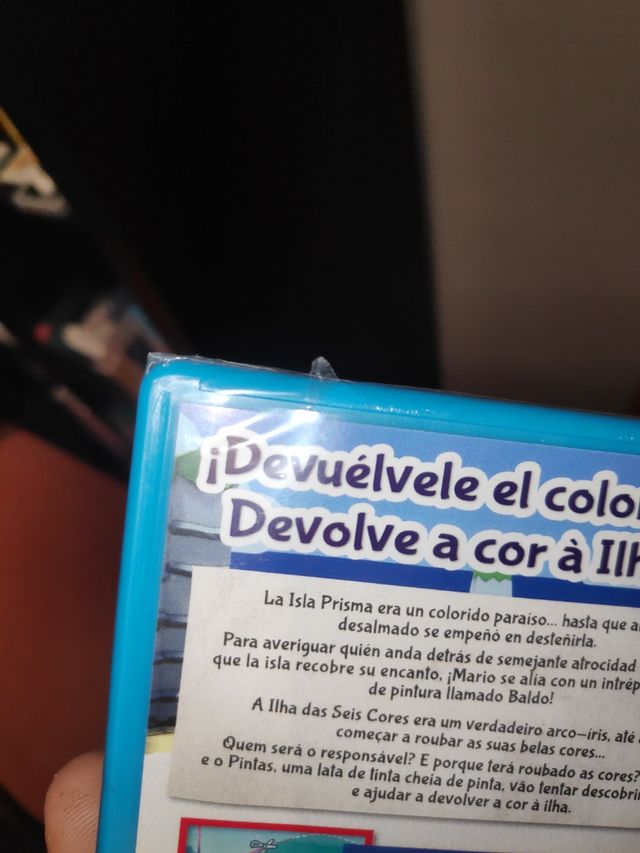 ¡Devuélvele el color
Devolve a cor à Ilh
La Isla Prisma era un colorido paraíso... hasta que
desalmado se empeñó en desteñirla.
Para averiguar quién anda detrás de semejante atrocidad
que la isla recobre su encanto, ¡Mario se alía con un intrép
de pintura llamado Baldo!
A Ilha das Seis Cores era um verdadeiro arco-íris, até
começar a roubar as suas belas cores...
Quem será o responsável? E porque terá roubado as cores?
e o Pintas, uma lata de tinta cheia de pinta, vão tentar descobrir
e ajudar a devolver a cor à ilha.